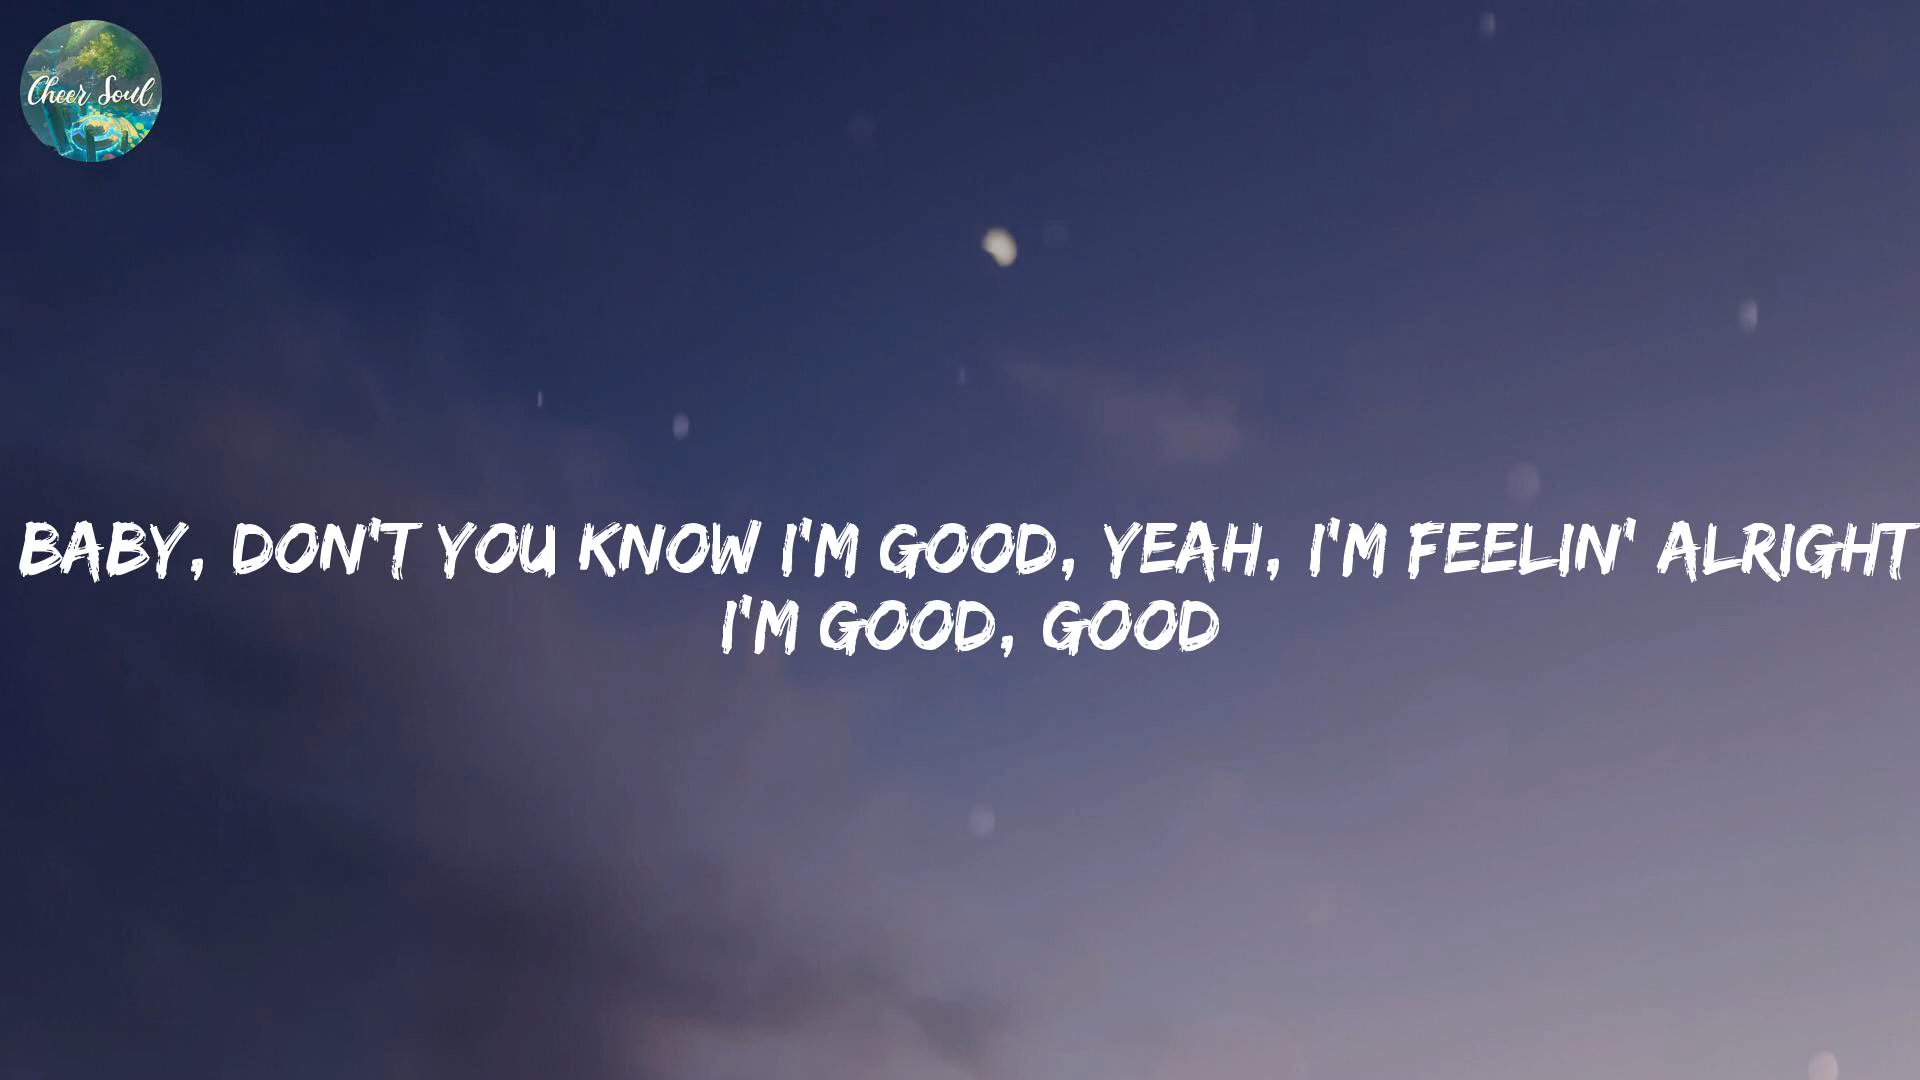 Cheer Soul
BABY, DON'T YOU KNOW I'M GOOD, YEAH, I'M FEELIN' ALRIGHT
I'M GOOD, GOOD